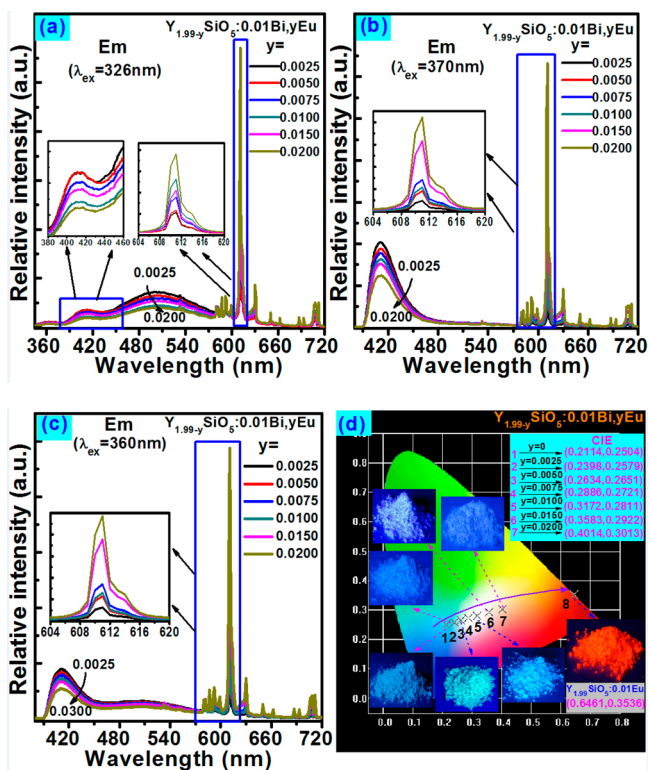 (a)
Y1.99-ySiO5:0.01Bi,yEu
Em
(λex=326nm)
y=
0.0025
0.0050
0.0075
0.0100
0.0150
0.0200
380 400 420 440 460
604 608 612 616 620
0.0025
0.0200
360 420 480 540 600 660 720
Wavelength (nm)
Relative intensity (a.u.)
(b)
Y1.99-ySiO5:0.01Bi,yEu
Em
(λex=370nm)
y=
0.0025
0.0050
0.0075
0.0100
0.0150
0.0200
604 608 612 616 620
0.0025
0.0200
420 480 540 600 660 720
Wavelength (nm)
Relative intensity (a.u.)
(c)
Y1.99-ySiO5:0.01Bi,yEu
Em
(λex=360nm)
y=
0.0025
0.0050
0.0075
0.0100
0.0150
0.0200
604 608 612 616 620
0.0025
0.0300
420 480 540 600 660 720
Wavelength (nm)
Relative intensity (a.u.)
(d)
Y1.99-ySiO5:0.01Bi,yEu
CIE
1 y=0 (0.2114,0.2504)
2 y=0.0025 (0.2398,0.2579)
3 y=0.0050 (0.2634,0.2651)
4 y=0.0075 (0.2886,0.2721)
5 y=0.0100 (0.3172,0.2811)
6 y=0.0150 (0.3583,0.2922)
7 y=0.0200 (0.4014,0.3013)
0.9
0.8
0.7
0.6
0.5
0.4
0.3
0.2
0.1
0.0
1 2 3 4 5 6 7 8
Y1.99SiO5:0.01Eu
(0.6461,0.3536)
0.0 0.1 0.2 0.3 0.4 0.5 0.6 0.7 0.8